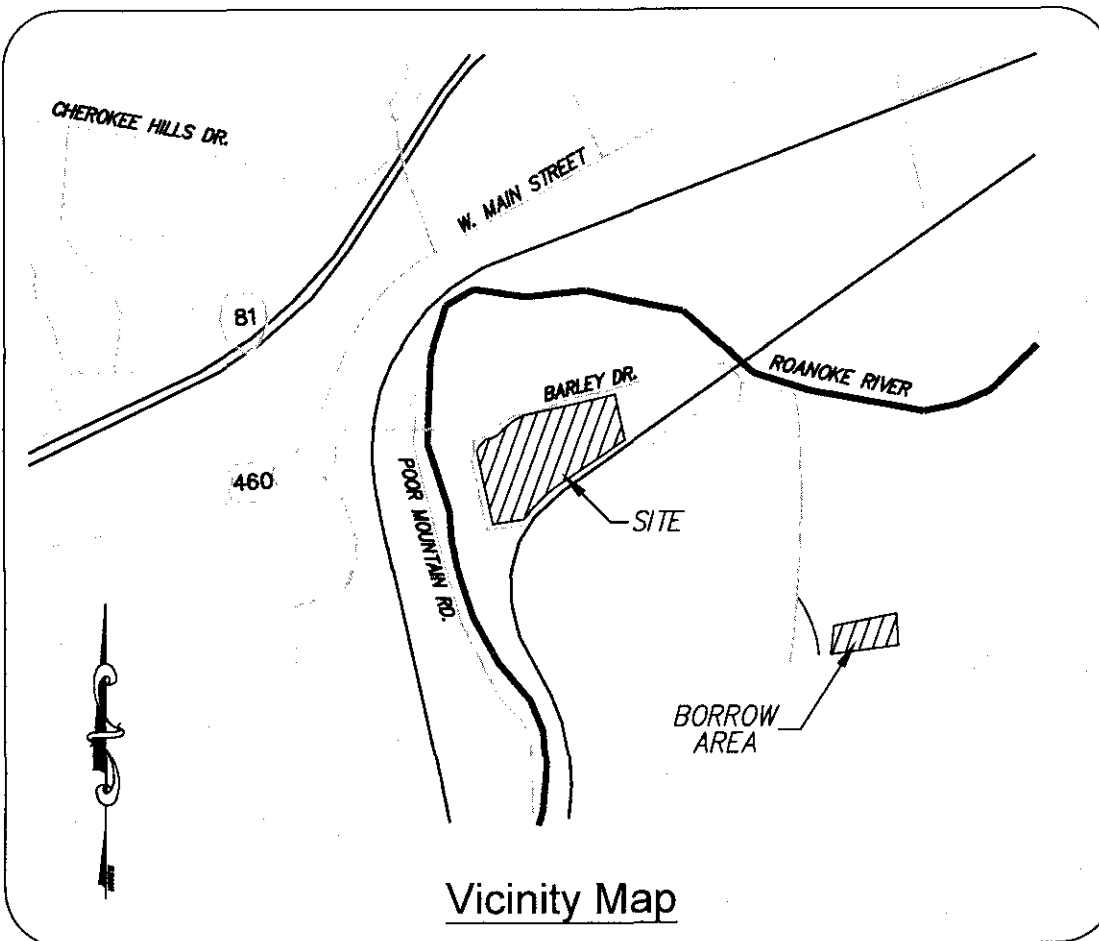 CHEROKEE HILLS DR.
W. MAIN STREET
81
ROANOKE RIVER
BARLEY DR.
460
POOR MOUNTAIN RD.
SITE
BORROW
AREA
Vicinity Map